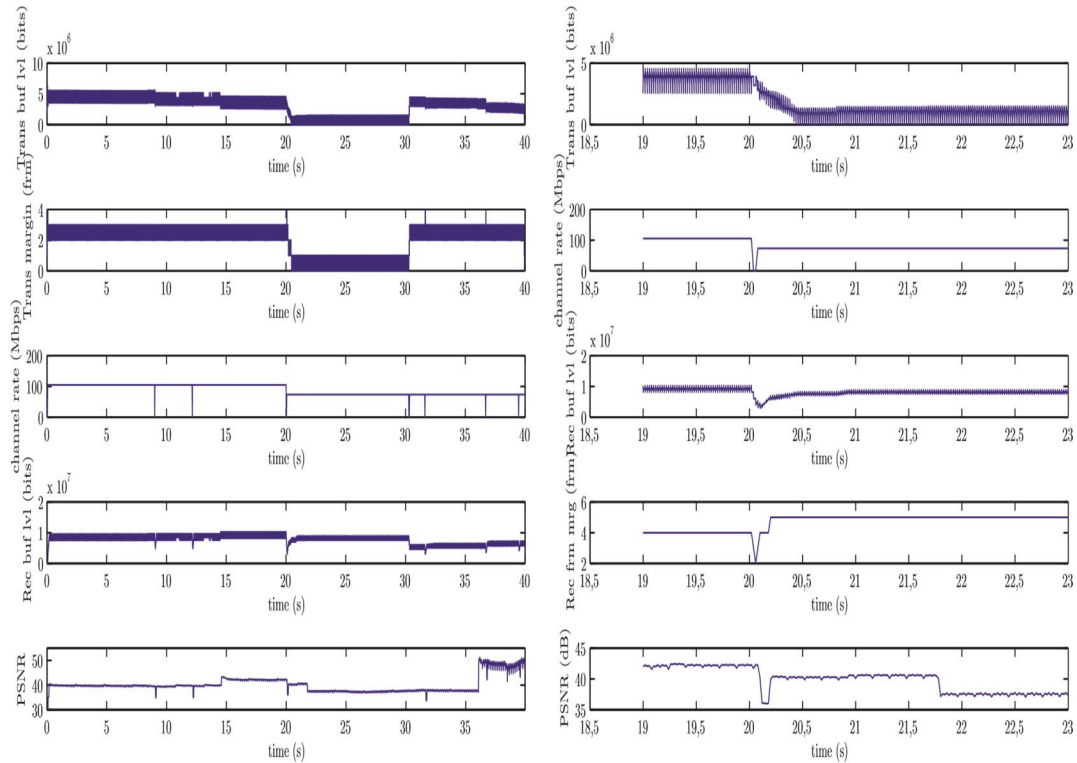 x 10^6
Trans buf lvl (bits)
10
5
0
0 5 10 15 20 25 30 35 40
time (s)
Trans margin (frm)
4
2
0
0 5 10 15 20 25 30 35 40
time (s)
channel rate (Mbps)
200
100
0
0 5 10 15 20 25 30 35 40
time (s)
x 10^7
Rec buf lvl (bits)
2
1
0
0 5 10 15 20 25 30 35 40
time (s)
PSNR
50
40
30
0 5 10 15 20 25 30 35 40
time (s)
x 10^6
Trans buf lvl (bits)
5
0
18,5 19 19,5 20 20,5 21 21,5 22 22,5 23
time (s)
channel rate (Mbps)
200
100
0
18,5 19 19,5 20 20,5 21 21,5 22 22,5 23
time (s)
x 10^7
Rec buf lvl (bits)
2
1
0
18,5 19 19,5 20 20,5 21 21,5 22 22,5 23
time (s)
Rec frm mrg (frm)
6
4
2
18,5 19 19,5 20 20,5 21 21,5 22 22,5 23
time (s)
PSNR (dB)
45
40
35
18,5 19 19,5 20 20,5 21 21,5 22 22,5 23
time (s)